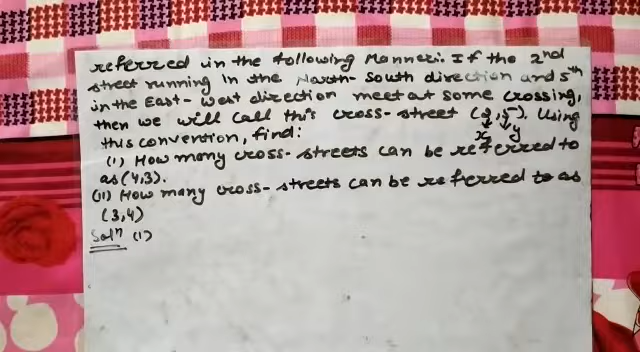 referred in the following Manner: If the 2nd
street running in the North- South direction and 5th
in the East- West direction meet at some crossing,
then we will call this cross-street (2,5). Using
x y
this convention, find:
(i) How many cross-streets can be referred to
as (4,3).
(ii) How many cross-streets can be referred to as
(3,4)
Soln (i)